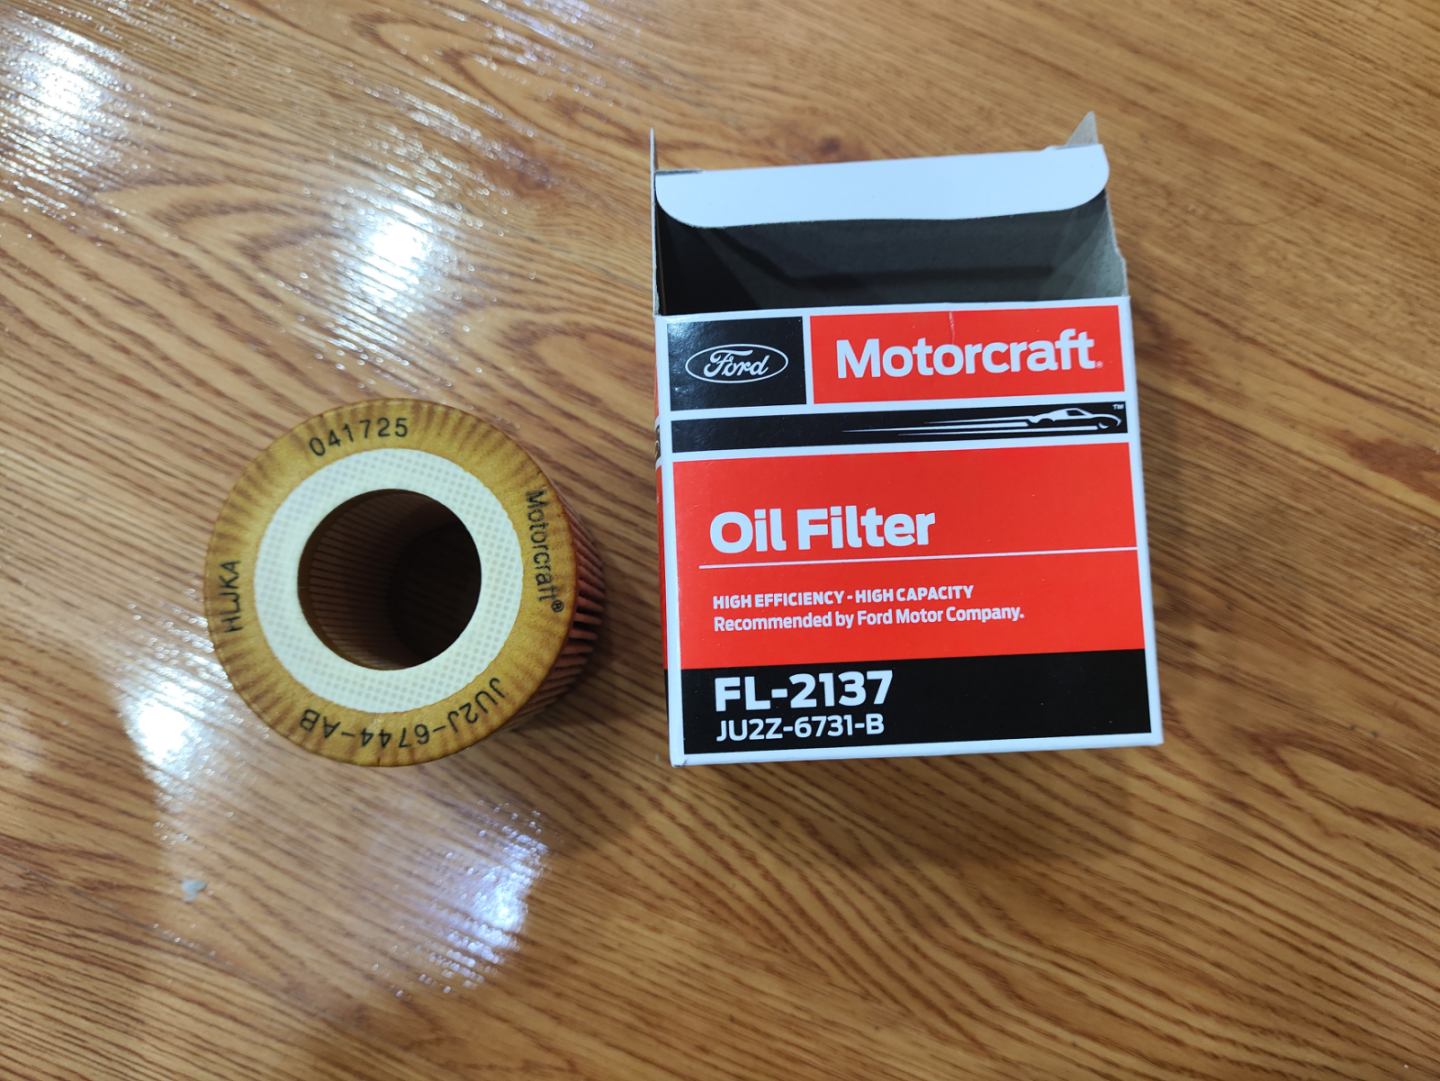 041725
Motorcraft®
JU2J-6744-AB
HLJKA
Ford
Motorcraft®
TM
Oil Filter
HIGH EFFICIENCY - HIGH CAPACITY
Recommended by Ford Motor Company®
FL-2137
JU2Z-6731-B